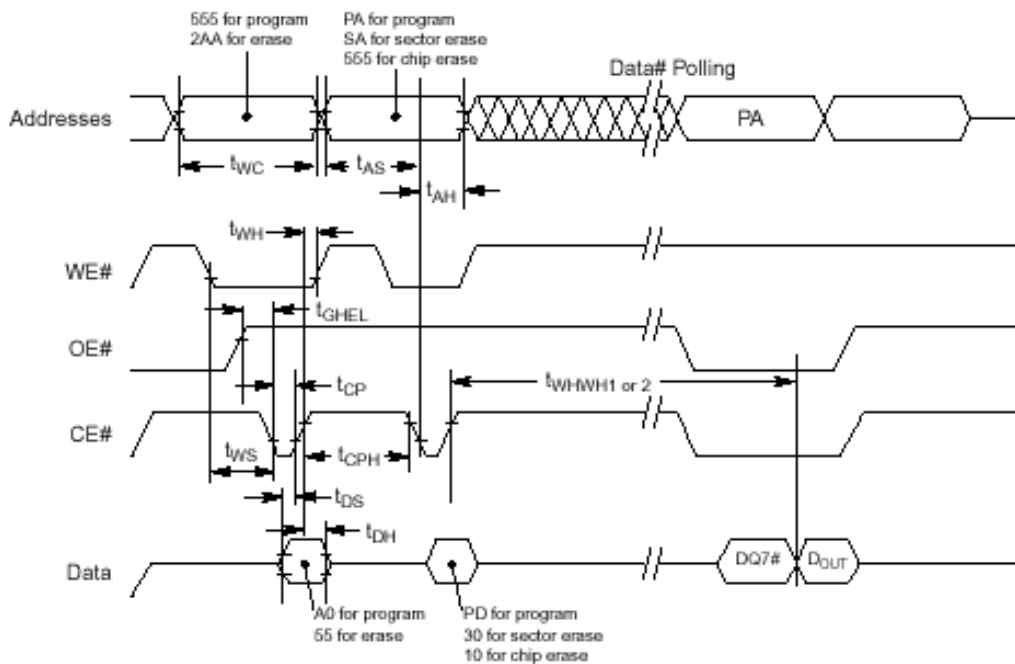 555 for program
2AA for erase
PA for program
SA for sector erase
555 for chip erase
Data# Polling
Addresses
PA
tWC
tAS
tAH
tWH
WE#
tGHEL
OE#
tCP
tWHWH1 or 2
CE#
tWS
tCPH
tDS
tDH
Data
DQ7#
DOUT
A0 for program
55 for erase
PD for program
30 for sector erase
10 for chip erase